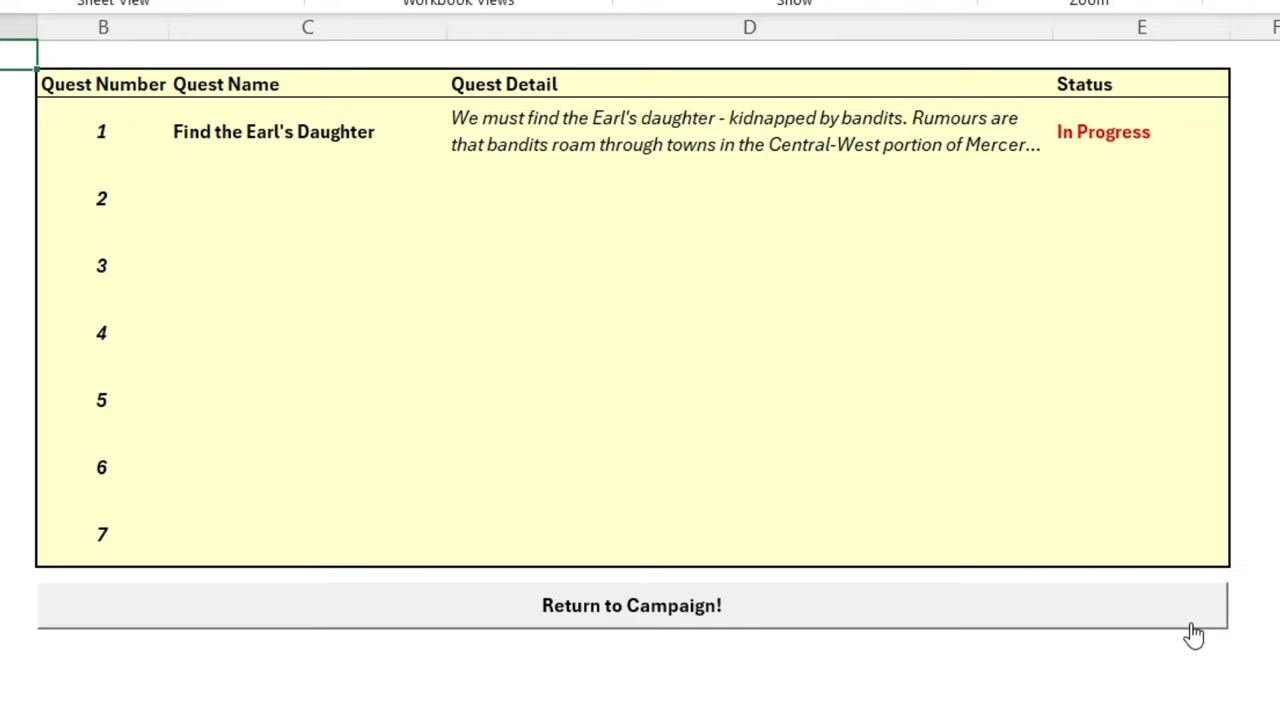 Sheet View Workbook Views Show Zoom
B C D E F
Quest Number Quest Name Quest Detail Status
1 Find the Earl's Daughter We must find the Earl's daughter - kidnapped by bandits. Rumours are In Progress
that bandits roam through towns in the Central-West portion of Mercer...
2
3
4
5
6
7
Return to Campaign!